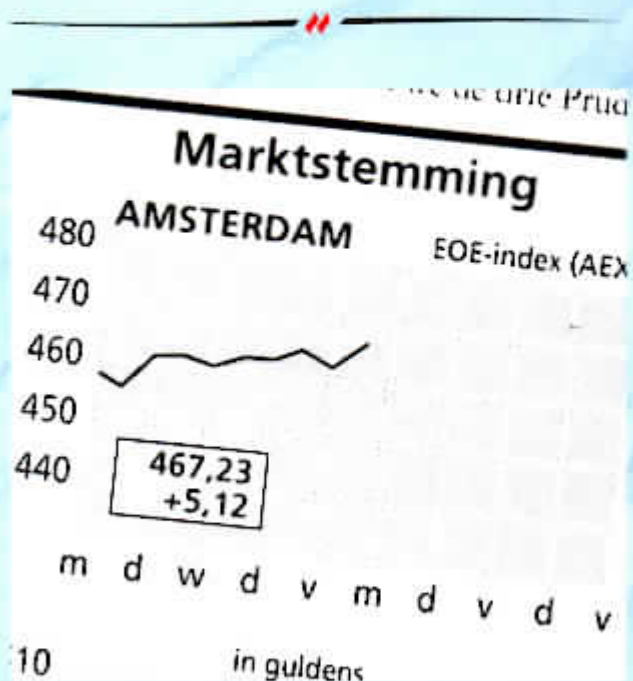 Marktstemming
AMSTERDAM EOE-index (AEX
480
470
460
450
440
467,23
+5,12
m d w d v m d v d v
10 in guldens